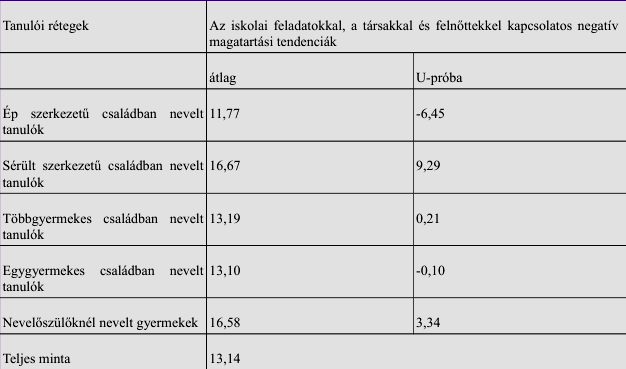 Tanulói rétegek
Az iskolai feladatokkal, a társakkal és felnőttekkel kapcsolatos negatív
magatartási tendenciák
átlag
U-próba
Ép szerkezetű családban nevelt
tanulók
11,77
-6,45
Sérült szerkezetű családban nevelt
tanulók
16,67
9,29
Többgyermekes családban nevelt
tanulók
13,19
0,21
Egygyermekes családban nevelt
tanulók
13,10
-0,10
Nevelőszülőknél nevelt gyermekek
16,58
3,34
Teljes minta
13,14